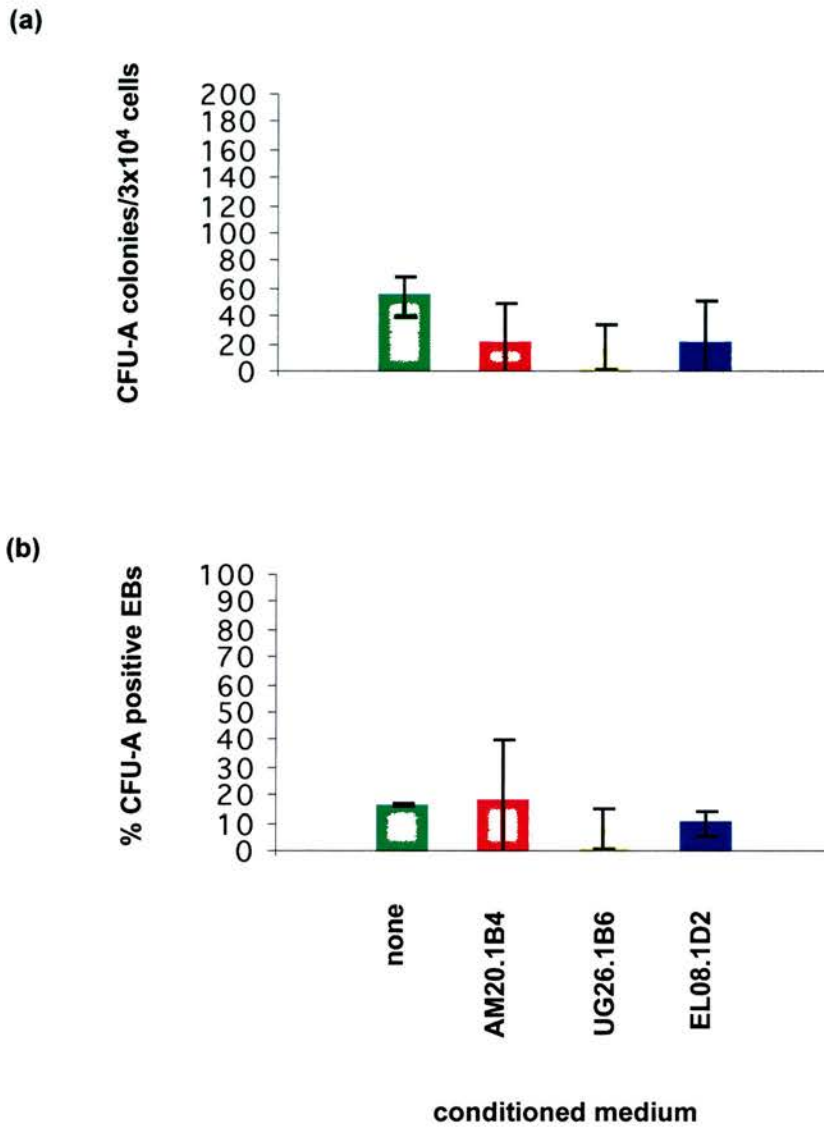 (a)
CFU-A colonies/3x10⁴ cells
200
180
160
140
120
100
80
60
40
20
0
(b)
% CFU-A positive EBs
100
90
80
70
60
50
40
30
20
10
0
none
AM20.1B4
UG26.1B6
EL08.1D2
conditioned medium